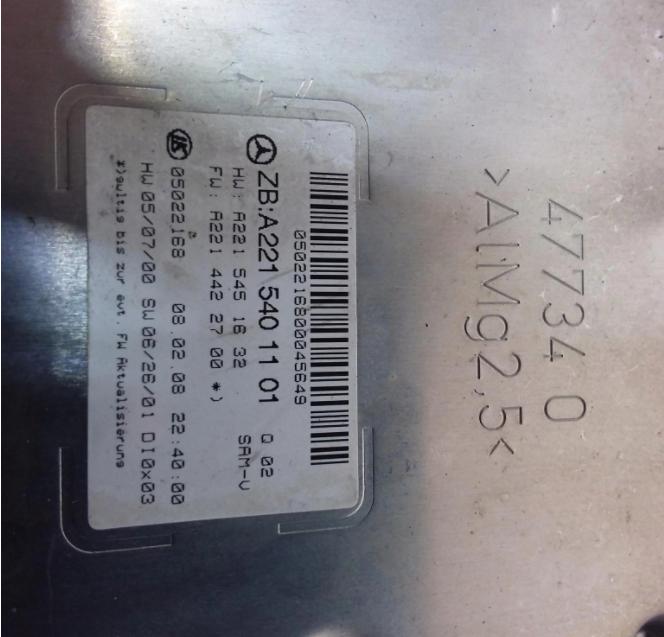 0502216800045649
ZB:A221 540 11 01 Q 02
HW: A221 545 16 32 SAM-V
FW: A221 442 27 00 *)
05022168 08.02.08 22:40:00
HW 05/07/00 SW 06/26/01 DI0x03
*)gültig bis zur evt. FW Aktualisierung
47734 0
>AlMg2,5<